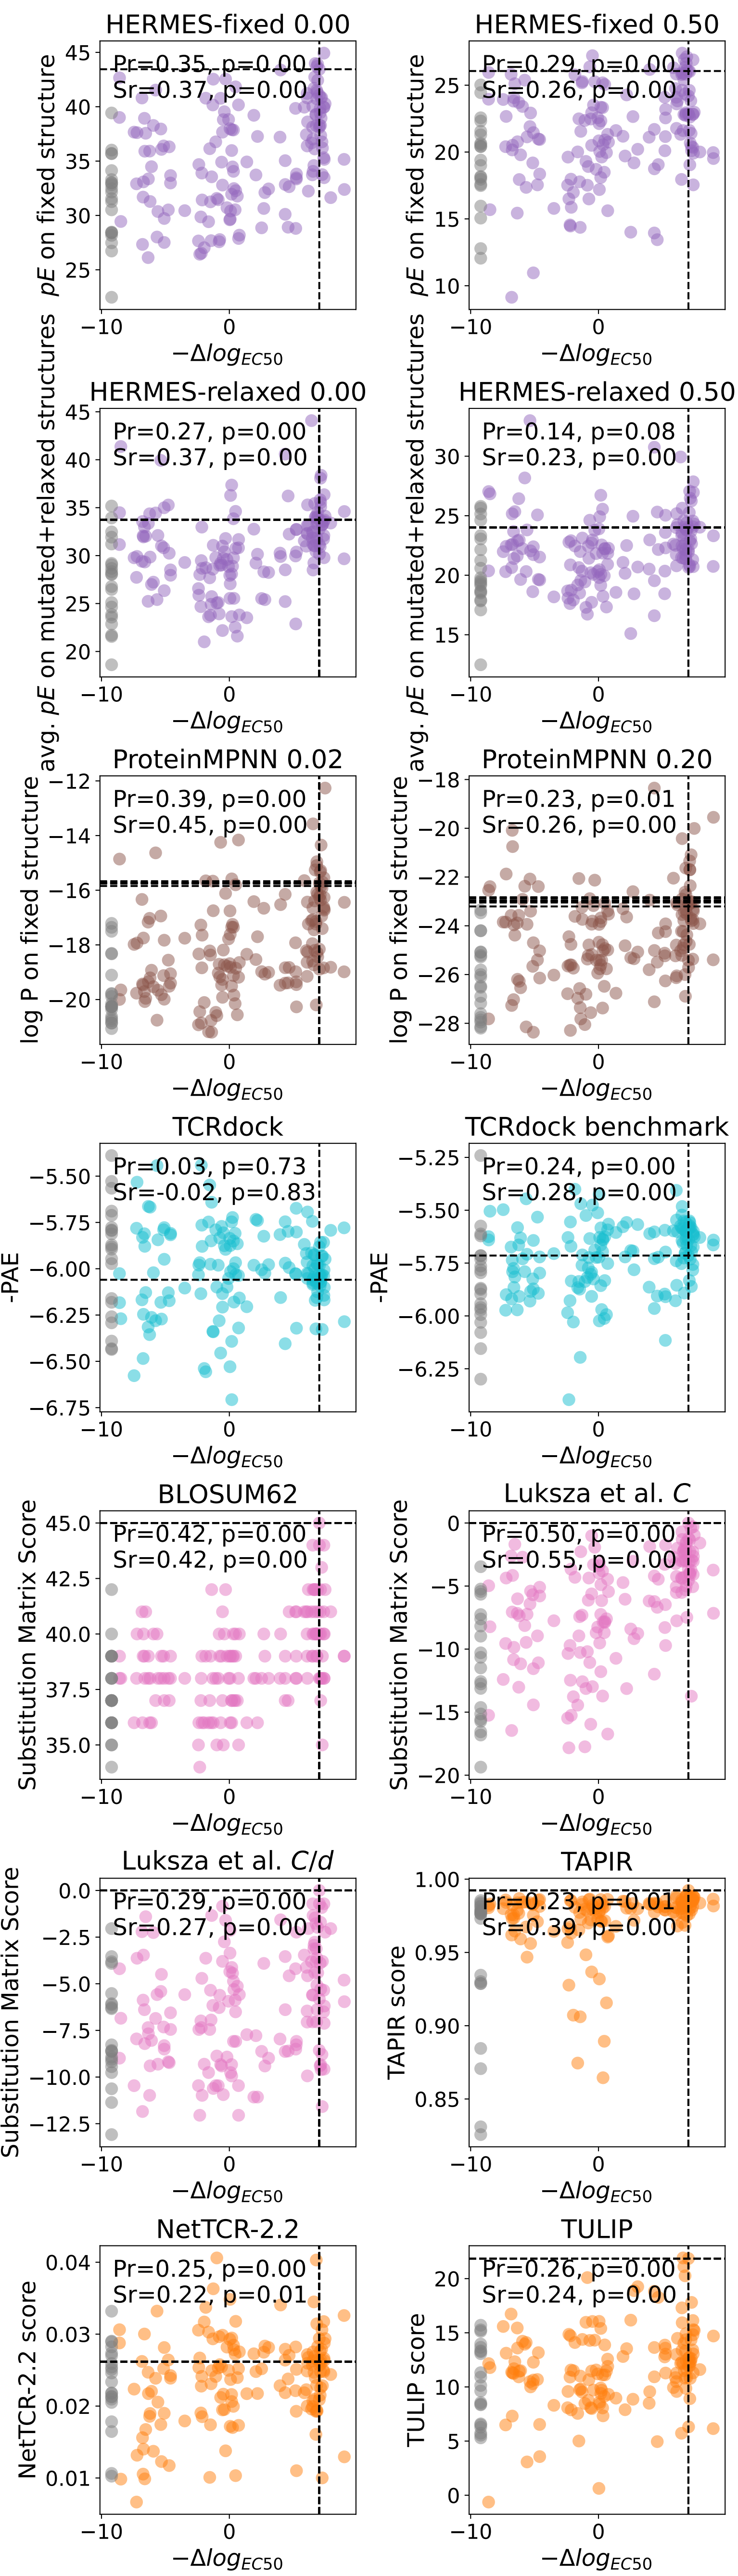 HERMES-fixed 0.00
pE on fixed structure
45
40
35
30
25
Pr=0.35, p=0.00
Sr=0.37, p=0.00
−10
0
−ΔlogEC50
HERMES-fixed 0.50
pE on fixed structure
25
20
15
10
Pr=0.29, p=0.00
Sr=0.26, p=0.00
−10
0
−ΔlogEC50
HERMES-relaxed 0.00
avg. pE on mutated+relaxed structures
45
40
35
30
25
20
Pr=0.27, p=0.00
Sr=0.37, p=0.00
−10
0
−ΔlogEC50
HERMES-relaxed 0.50
avg. pE on mutated+relaxed structures
30
25
20
15
Pr=0.14, p=0.08
Sr=0.23, p=0.00
−10
0
−ΔlogEC50
ProteinMPNN 0.02
log P on fixed structure
−12
−14
−16
−18
−20
Pr=0.39, p=0.00
Sr=0.45, p=0.00
−10
0
−ΔlogEC50
ProteinMPNN 0.20
log P on fixed structure
−18
−20
−22
−24
−26
−28
Pr=0.23, p=0.01
Sr=0.26, p=0.00
−10
0
−ΔlogEC50
TCRdock
-PAE
−5.50
−5.75
−6.00
−6.25
−6.50
−6.75
Pr=0.03, p=0.73
Sr=-0.02, p=0.83
−10
0
−ΔlogEC50
TCRdock benchmark
-PAE
−5.25
−5.50
−5.75
−6.00
−6.25
Pr=0.24, p=0.00
Sr=0.28, p=0.00
−10
0
−ΔlogEC50
BLOSUM62
Substitution Matrix Score
45.0
42.5
40.0
37.5
35.0
Pr=0.42, p=0.00
Sr=0.42, p=0.00
−10
0
−ΔlogEC50
Luksza et al. C
Substitution Matrix Score
0
−5
−10
−15
−20
Pr=0.50, p=0.00
Sr=0.55, p=0.00
−10
0
−ΔlogEC50
Luksza et al. C/d
Substitution Matrix Score
0.0
−2.5
−5.0
−7.5
−10.0
−12.5
Pr=0.29, p=0.00
Sr=0.27, p=0.00
−10
0
−ΔlogEC50
TAPIR
TAPIR score
1.00
0.95
0.90
0.85
Pr=0.23, p=0.01
Sr=0.39, p=0.00
−10
0
−ΔlogEC50
NetTCR-2.2
NetTCR-2.2 score
0.04
0.03
0.02
0.01
Pr=0.25, p=0.00
Sr=0.22, p=0.01
−10
0
−ΔlogEC50
TULIP
TULIP score
20
15
10
5
0
Pr=0.26, p=0.00
Sr=0.24, p=0.00
−10
0
−ΔlogEC50